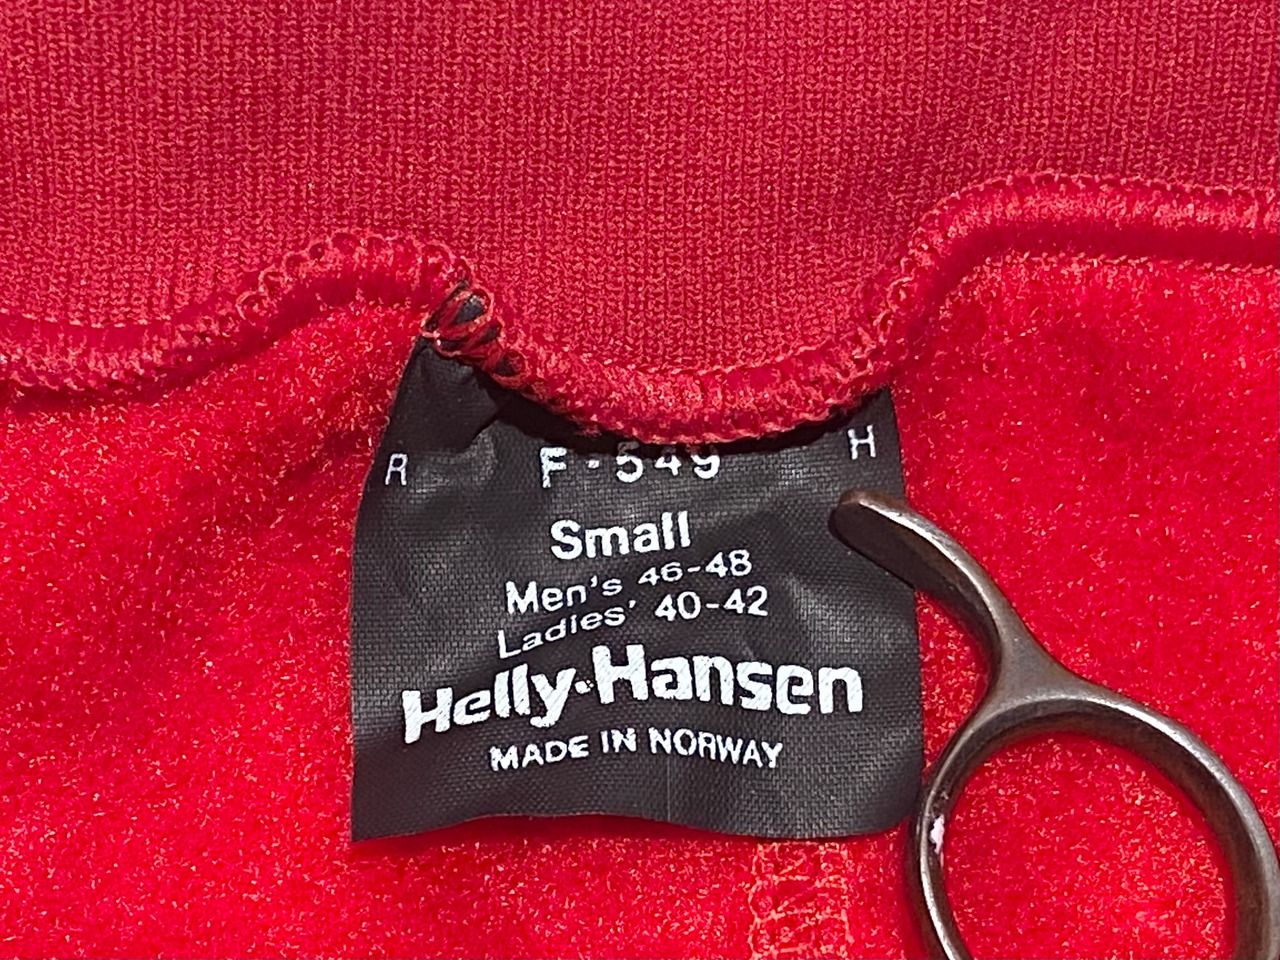 R F-549 H
Small
Men's 46-48
Ladies' 40-42
Helly·Hansen
MADE IN NORWAY